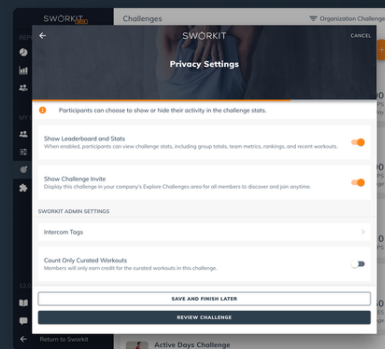 SWORKIT
Challenges
Organization Challenge
SWORKIT
CANCEL
Privacy Settings
Participants can choose to show or hide their activity in the challenge stats.
Show Leaderboard and Stats
When enabled, participants can view challenge stats, including group totals, team metrics, rankings, and recent workouts.
Show Challenge Invite
Display this challenge in your company's Explore Challenges area for all members to discover and join anytime.
SWORKIT ADMIN SETTINGS
Intercom Tags
Count Only Curated Workouts
Members will only earn credit for the curated workouts in this challenge.
SAVE AND FINISH LATER
REVIEW CHALLENGE
Return to Sworkit
Active Days Challenge